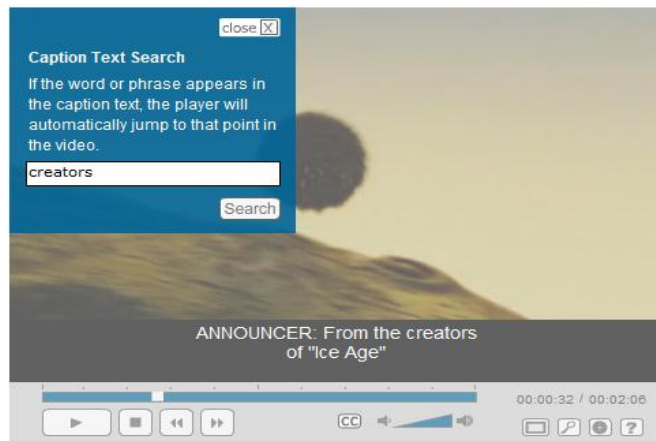 close X
Caption Text Search
If the word or phrase appears in
the caption text, the player will
automatically jump to that point in
the video.
creators
Search
ANNOUNCER: From the creators
of "Ice Age"
00:00:32 / 00:02:06
CC
?